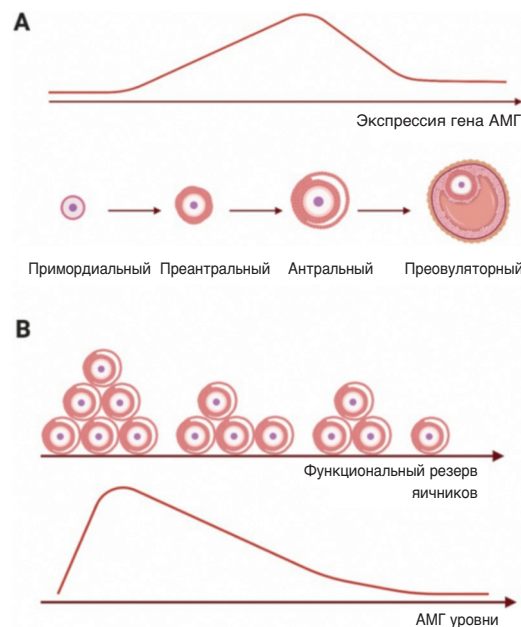 A
Экспрессия гена АМГ
Примордиальный Преантральный Антральный Преовуляторный
B
Функциональный резерв
яичников
АМГ уровни